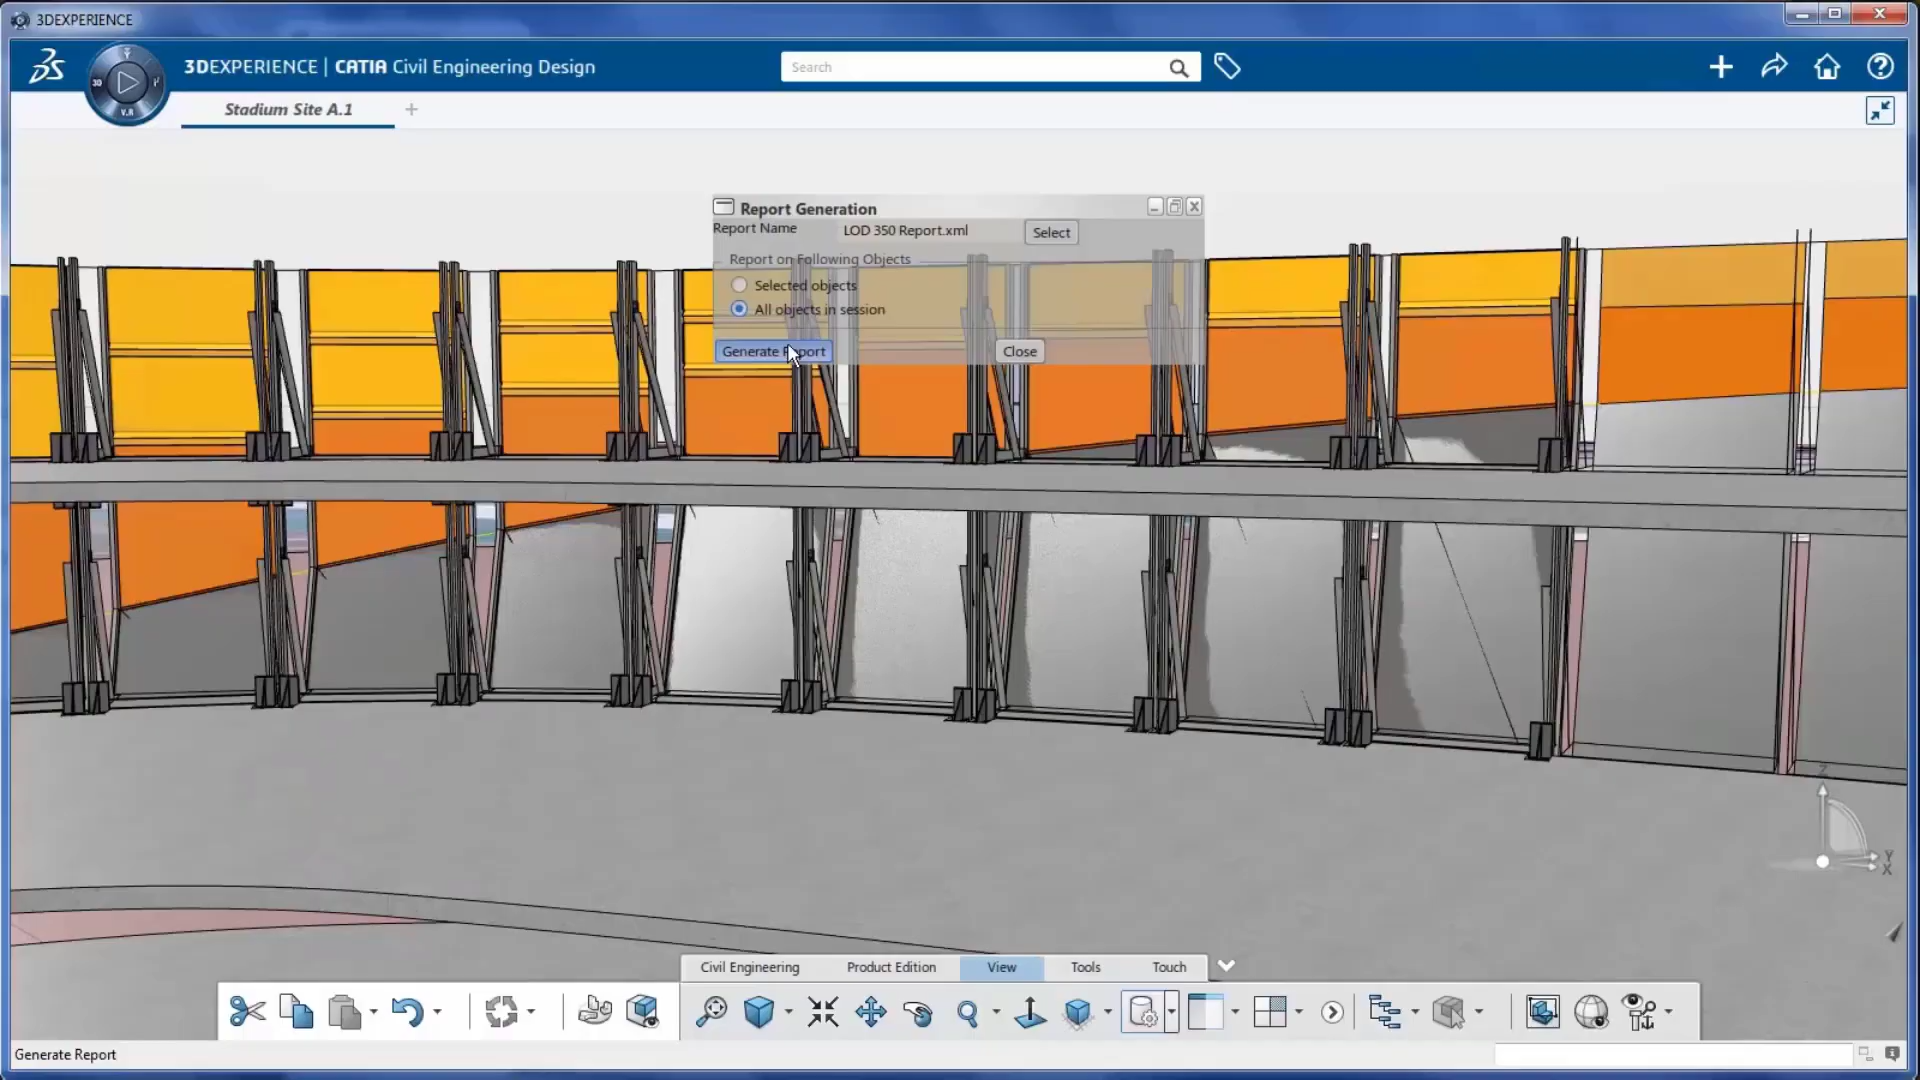 3DEXPERIENCE
3DEXPERIENCE | CATIA Civil Engineering Design
Search
3D
V.R
Stadium Site A.1
Report Generation
Report Name
LOD 350 Report.xml
Select
Report on Following Objects
Selected objects
All objects in session
Generate Report
Close
Z
Y
X
Civil Engineering
Product Edition
View
Tools
Touch
Generate Report